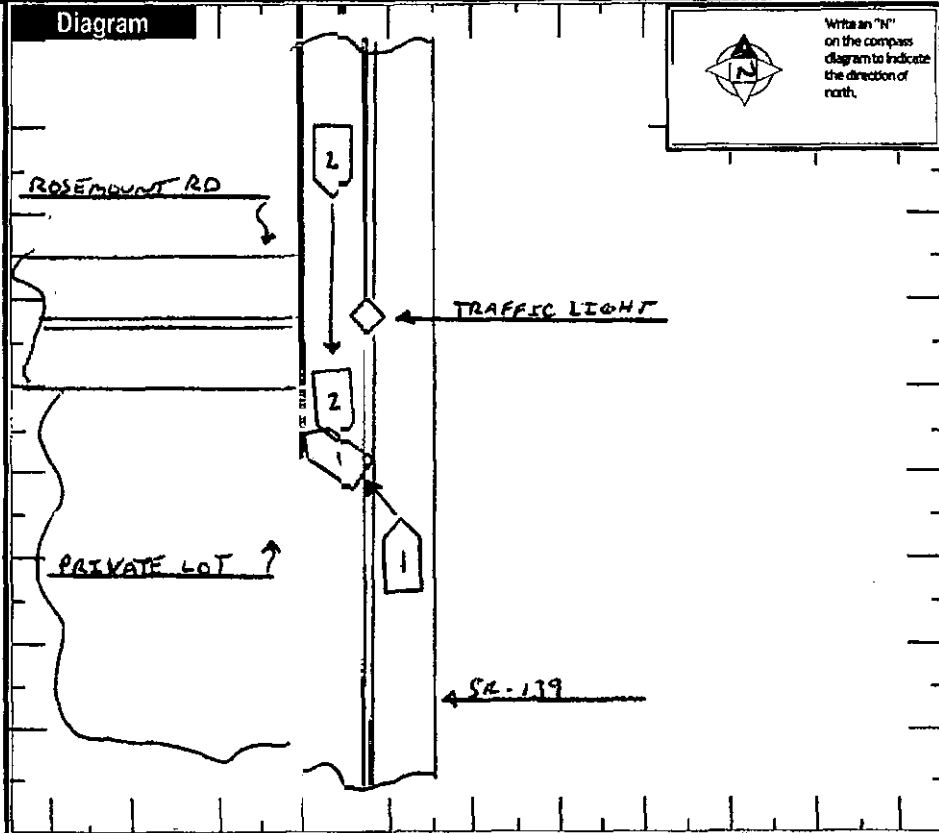 Diagram
Write an "N"
on the compass
diagram to indicate
the direction of
north.
N
2
ROSEMOUNT RD
TRAFFIC LIGHT
2
1
PRIVATE LOT
1
SR-139